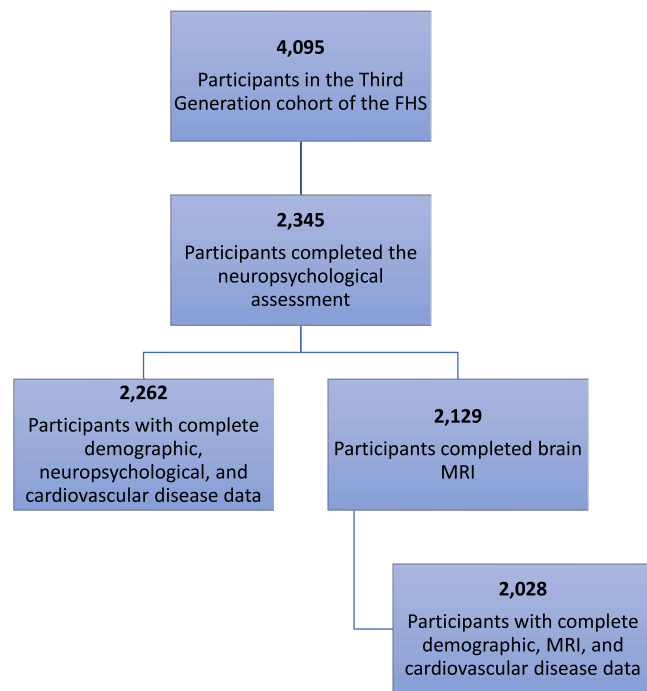 4,095
Participants in the Third
Generation cohort of the FHS
2,345
Participants completed the
neuropsychological
assessment
2,262
Participants with complete
demographic,
neuropsychological, and
cardiovascular disease data
2,129
Participants completed brain
MRI
2,028
Participants with complete
demographic, MRI, and
cardiovascular disease data